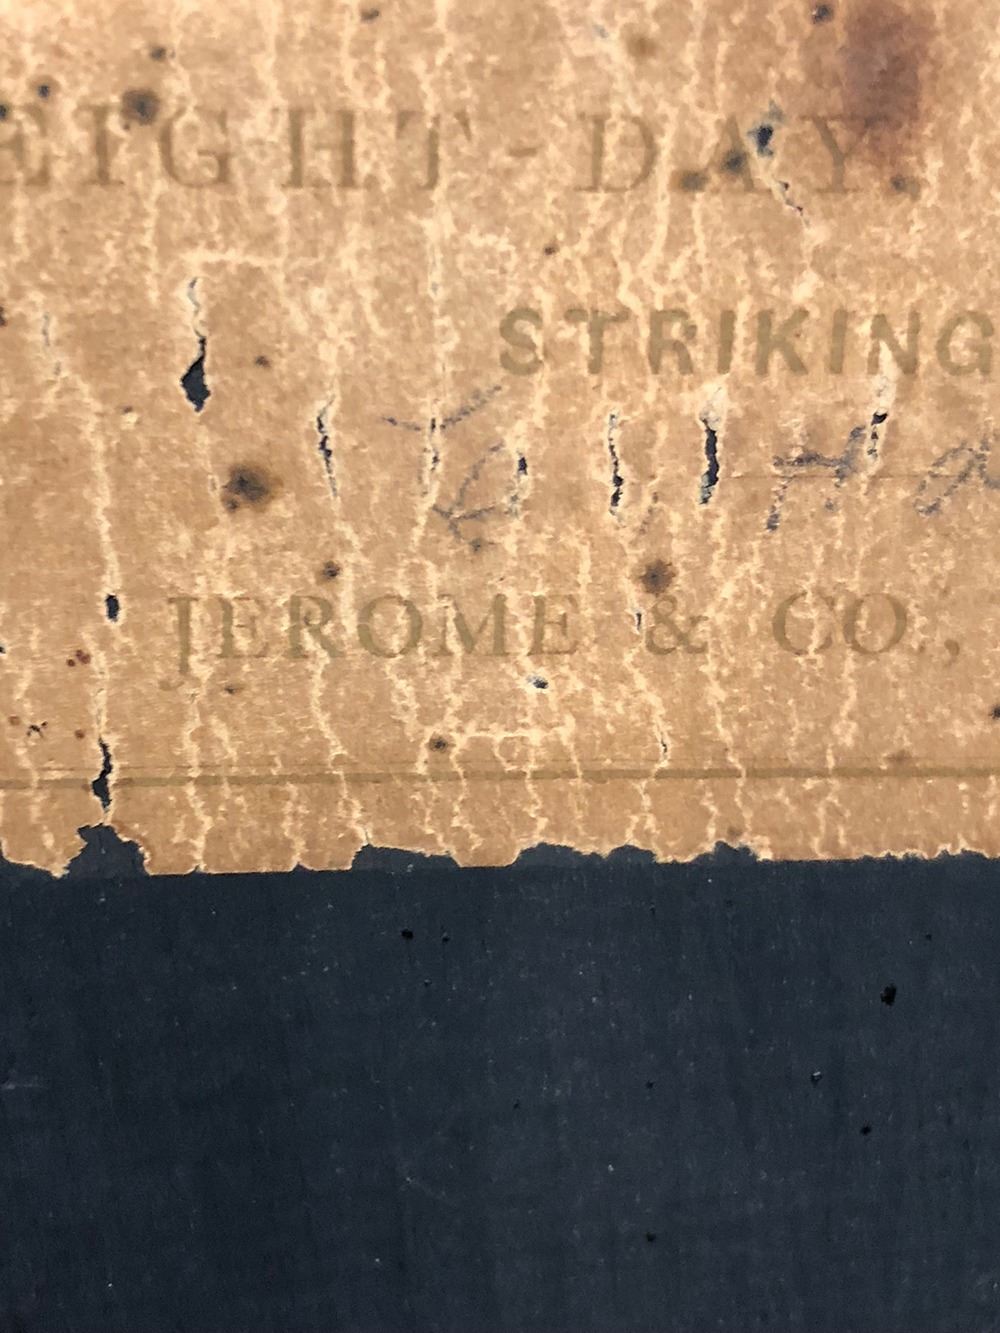 EIGHT-DAY.
STRIKING
JEROME & CO.,